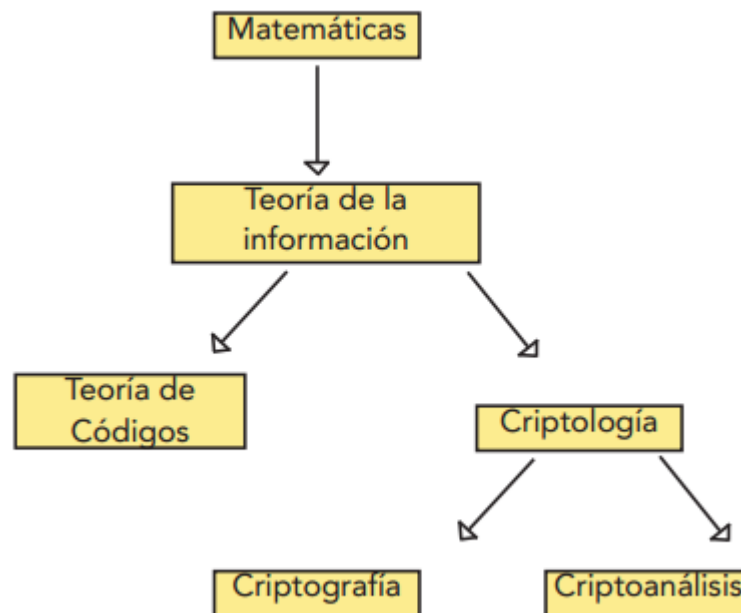 Matemáticas
Teoría de la
información
Teoría de
Códigos
Criptología
Criptografía
Criptoanálisis